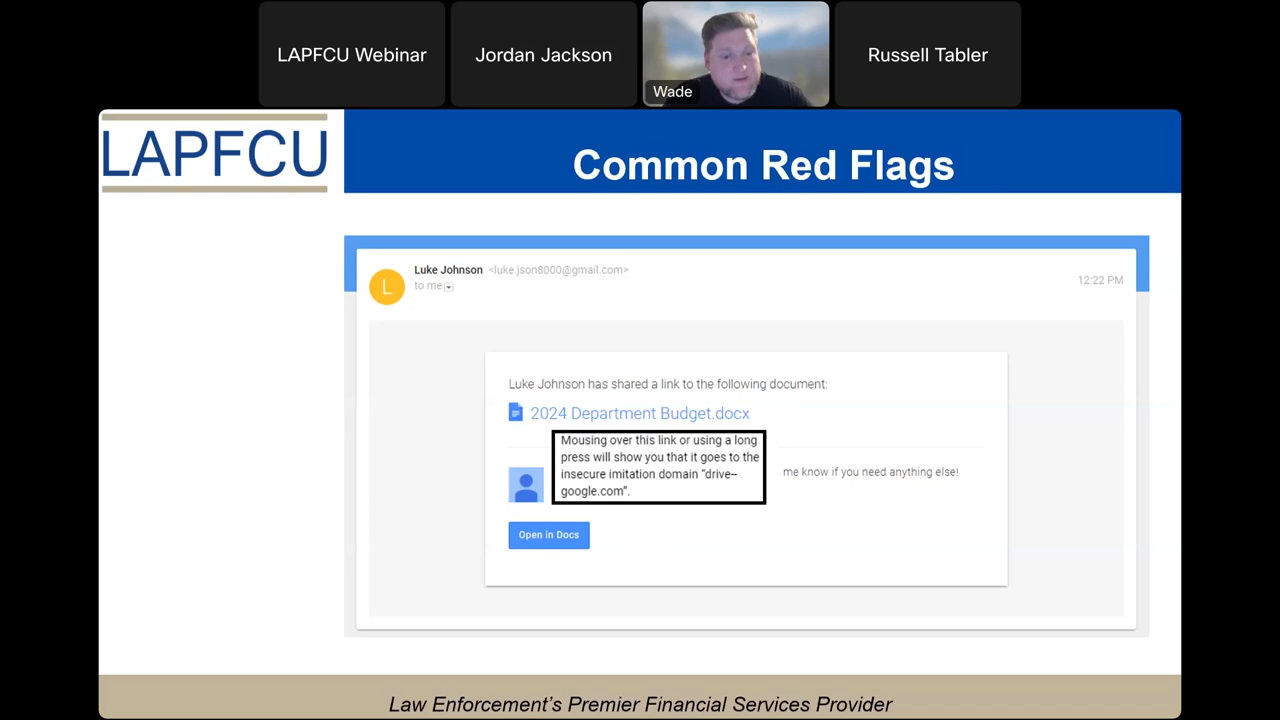 LAPFCU Webinar
Jordan Jackson
Wade
Russell Tabler
LAPFCU
Common Red Flags
Luke Johnson <luke.json8000@gmail.com>
to me
12:22 PM
L
Luke Johnson has shared a link to the following document:
2024 Department Budget.docx
Mousing over this link or using a long
press will show you that it goes to the
insecure imitation domain “drive--
google.com”.
me know if you need anything else!
Open in Docs
Law Enforcement’s Premier Financial Services Provider